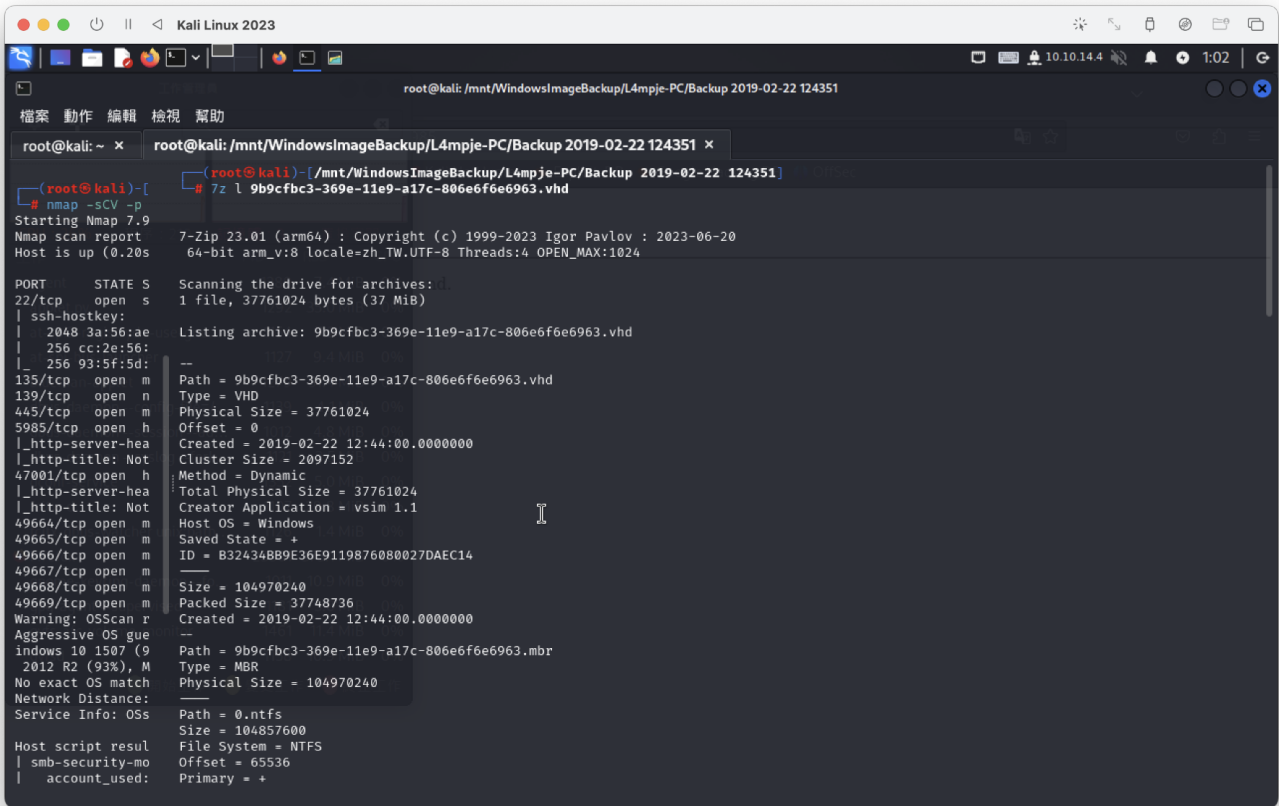 Kali Linux 2023
10.10.14.4
1:02
root@kali: /mnt/WindowsImageBackup/L4mpje-PC/Backup 2019-02-22 124351
檔案 動作 編輯 檢視 幫助
root@kali: ~ ×
root@kali: /mnt/WindowsImageBackup/L4mpje-PC/Backup 2019-02-22 124351 ×
┌──(root㉿kali)-[
└─# nmap -sCV -p
Starting Nmap 7.9
Nmap scan report
Host is up (0.20s
PORT STATE S
22/tcp open s
| ssh-hostkey:
| 2048 3a:56:ae
| 256 cc:2e:56:
|_ 256 93:5f:5d:
135/tcp open m
139/tcp open n
445/tcp open m
5985/tcp open h
|_http-server-hea
|_http-title: Not
47001/tcp open h
|_http-server-hea
|_http-title: Not
49664/tcp open m
49665/tcp open m
49666/tcp open m
49667/tcp open m
49668/tcp open m
49669/tcp open m
Warning: OSScan r
Aggressive OS gue
indows 10 1507 (9
2012 R2 (93%), M
No exact OS match
Network Distance:
Service Info: OSs
Host script resul
| smb-security-mo
| account_used:
┌──(root㉿kali)-[/mnt/WindowsImageBackup/L4mpje-PC/Backup 2019-02-22 124351]
└─# 7z l 9b9cfbc3-369e-11e9-a17c-806e6f6e6963.vhd
7-Zip 23.01 (arm64) : Copyright (c) 1999-2023 Igor Pavlov : 2023-06-20
64-bit arm_v:8 locale=zh_TW.UTF-8 Threads:4 OPEN_MAX:1024
Scanning the drive for archives:
1 file, 37761024 bytes (37 MiB)
Listing archive: 9b9cfbc3-369e-11e9-a17c-806e6f6e6963.vhd
--
Path = 9b9cfbc3-369e-11e9-a17c-806e6f6e6963.vhd
Type = VHD
Physical Size = 37761024
Offset = 0
Created = 2019-02-22 12:44:00.0000000
Cluster Size = 2097152
Method = Dynamic
Total Physical Size = 37761024
Creator Application = vsim 1.1
Host OS = Windows
Saved State = +
ID = B32434BB9E36E9119876080027DAEC14
----
Size = 104970240
Packed Size = 37748736
Created = 2019-02-22 12:44:00.0000000
--
Path = 9b9cfbc3-369e-11e9-a17c-806e6f6e6963.mbr
Type = MBR
Physical Size = 104970240
----
Path = 0.ntfs
Size = 104857600
File System = NTFS
Offset = 65536
Primary = +